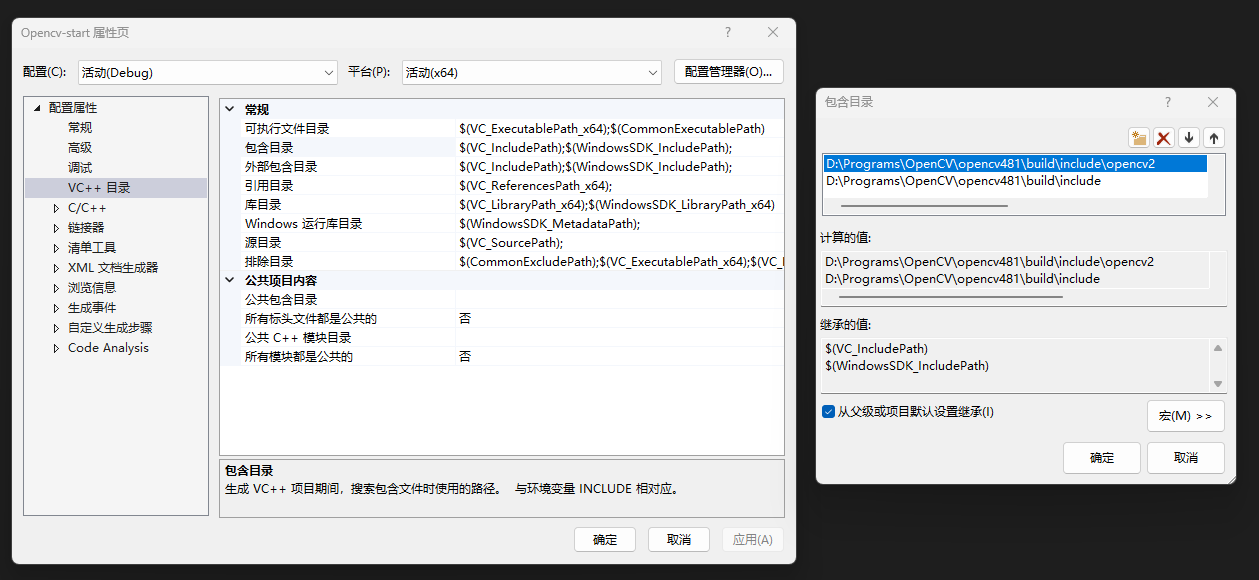 Opencv-start 属性页
配置(C):
活动(Debug)
平台(P):
活动(x64)
配置管理器(O)...
配置属性
常规
高级
调试
VC++ 目录
C/C++
链接器
清单工具
XML 文档生成器
浏览信息
生成事件
自定义生成步骤
Code Analysis
常规
可执行文件目录 $(VC_ExecutablePath_x64);$(CommonExecutablePath)
包含目录 $(VC_IncludePath);$(WindowsSDK_IncludePath);
外部包含目录 $(VC_IncludePath);$(WindowsSDK_IncludePath);
引用目录 $(VC_ReferencesPath_x64);
库目录 $(VC_LibraryPath_x64);$(WindowsSDK_LibraryPath_x64)
Windows 运行库目录 $(WindowsSDK_MetadataPath);
源目录 $(VC_SourcePath);
排除目录 $(CommonExcludePath);$(VC_ExecutablePath_x64);$(VC_
公共项目内容
公共包含目录
所有标头文件都是公共的 否
公共 C++ 模块目录
所有模块都是公共的 否
包含目录
生成 VC++ 项目期间，搜索包含文件时使用的路径。 与环境变量 INCLUDE 相对应。
确定
取消
应用(A)
包含目录
D:\Programs\OpenCV\opencv481\build\include\opencv2
D:\Programs\OpenCV\opencv481\build\include
计算的值:
D:\Programs\OpenCV\opencv481\build\include\opencv2
D:\Programs\OpenCV\opencv481\build\include
继承的值:
$(VC_IncludePath)
$(WindowsSDK_IncludePath)
从父级或项目默认设置继承(I)
宏(M) >>
确定
取消